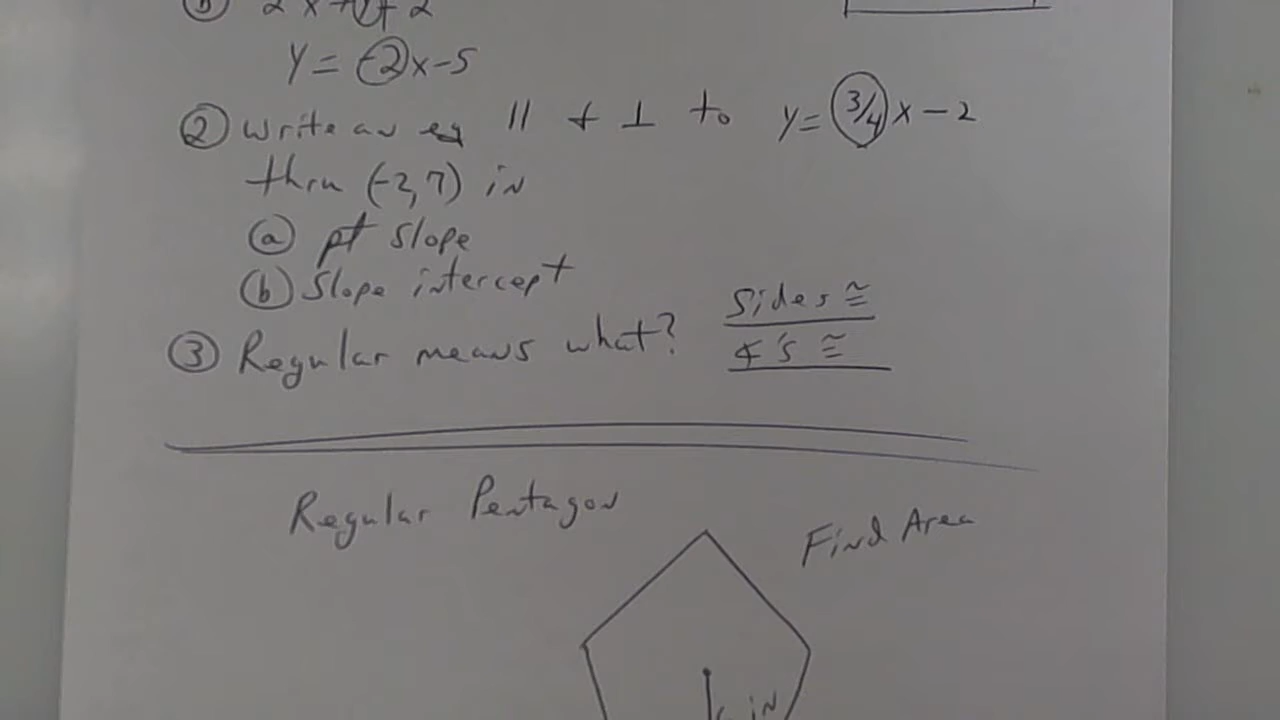 y = -2x-5
② Write an eq || + ⊥ to y = 3/4 x - 2
thru (-2, 7) in
ⓐ pt slope
ⓑ slope intercept
③ Regular means what? Sides ≅
∡'s ≅
Regular Pentagon
Find Area
in